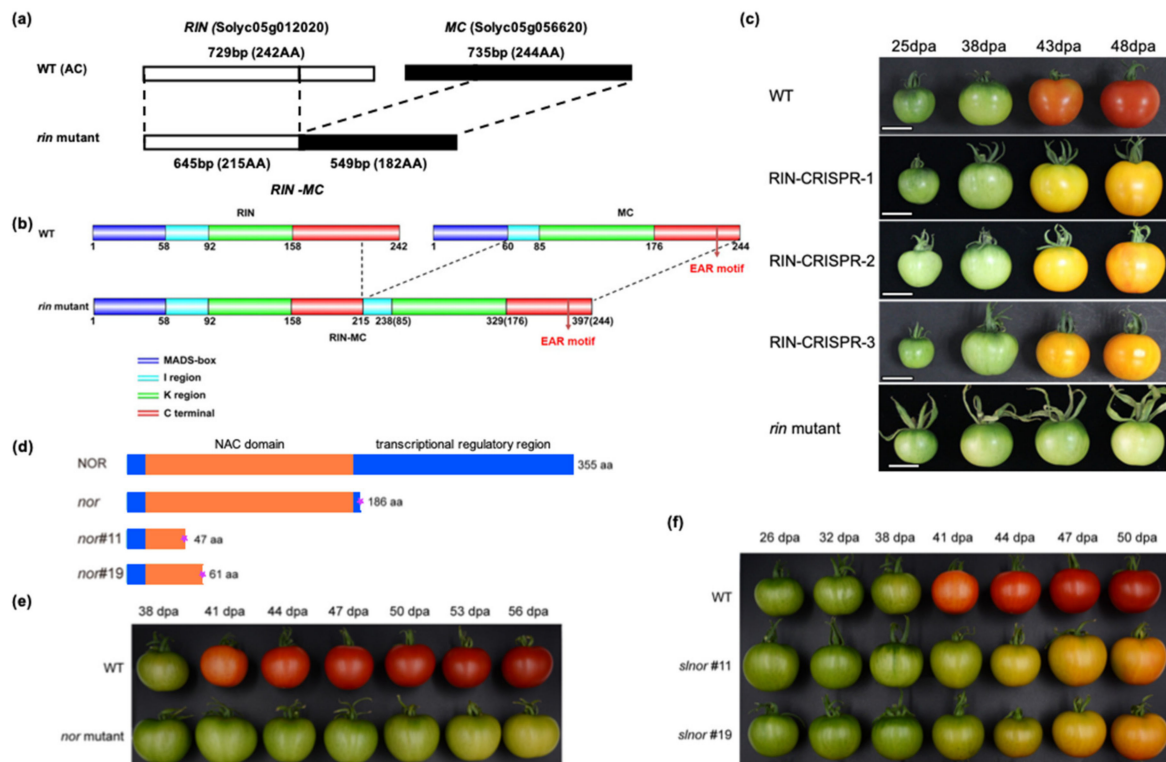 (a)
RIN (Solyc05g012020)
MC (Solyc05g056620)
729bp (242AA)
735bp (244AA)
WT (AC)
rin mutant
645bp (215AA)
549bp (182AA)
RIN -MC
(b)
RIN
MC
WT
1 58 92 158 242
1 60 85 176 244
EAR motif
rin mutant
1 58 92 158 215 238(85) 329(176) 397(244)
RIN-MC
EAR motif
MADS-box
I region
K region
C terminal
(c)
25dpa 38dpa 43dpa 48dpa
WT
RIN-CRISPR-1
RIN-CRISPR-2
RIN-CRISPR-3
rin mutant
(d)
NAC domain
transcriptional regulatory region
NOR
355 aa
nor
186 aa
nor#11
47 aa
nor#19
61 aa
(e)
38 dpa 41 dpa 44 dpa 47 dpa 50 dpa 53 dpa 56 dpa
WT
nor mutant
(f)
26 dpa 32 dpa 38 dpa 41 dpa 44 dpa 47 dpa 50 dpa
WT
slnor #11
slnor #19